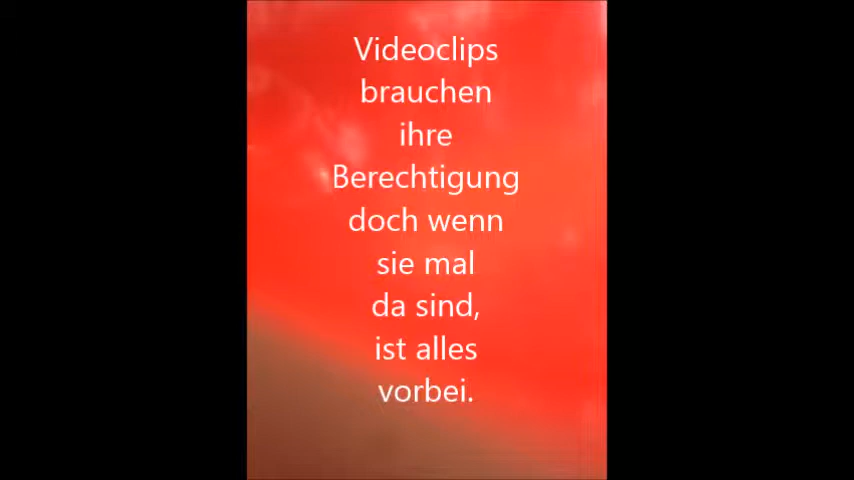 Videoclips
brauchen
ihre
Berechtigung
doch wenn
sie mal
da sind,
ist alles
vorbei.